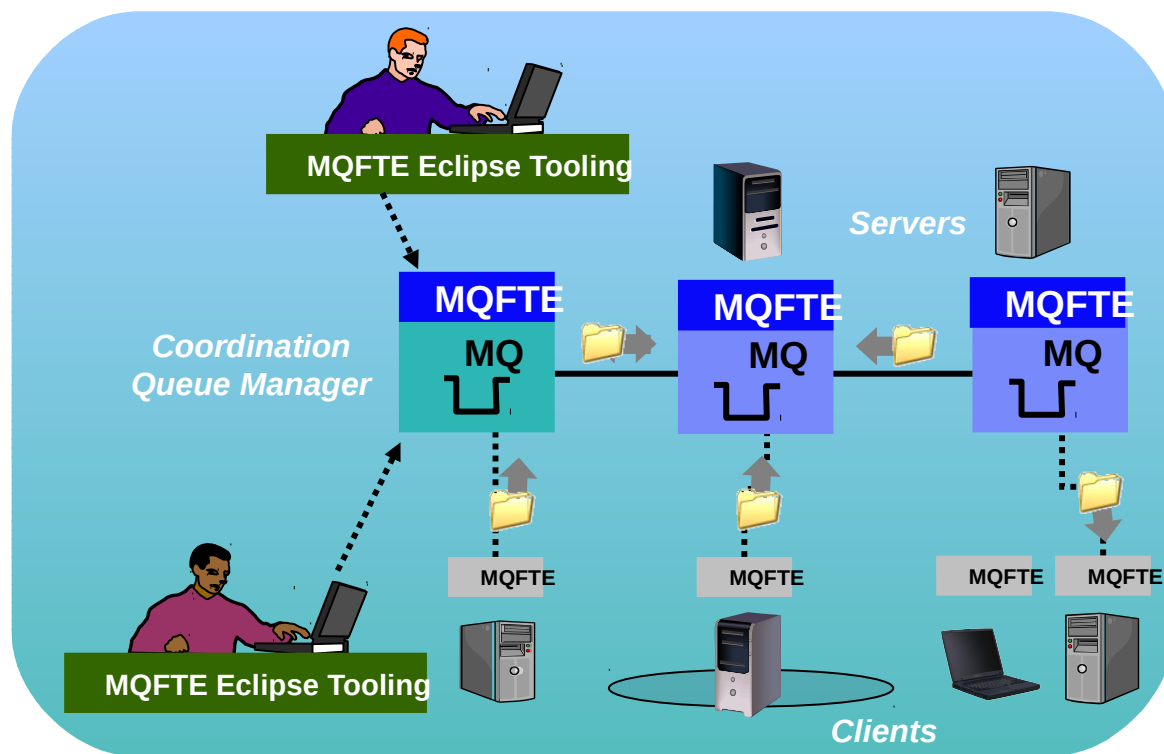 MQFTE Eclipse Tooling
Servers
MQFTE
MQFTE
MQFTE
Coordination
Queue Manager
MQ
MQ
MQ
MQFTE
MQFTE
MQFTE
MQFTE
MQFTE Eclipse Tooling
Clients